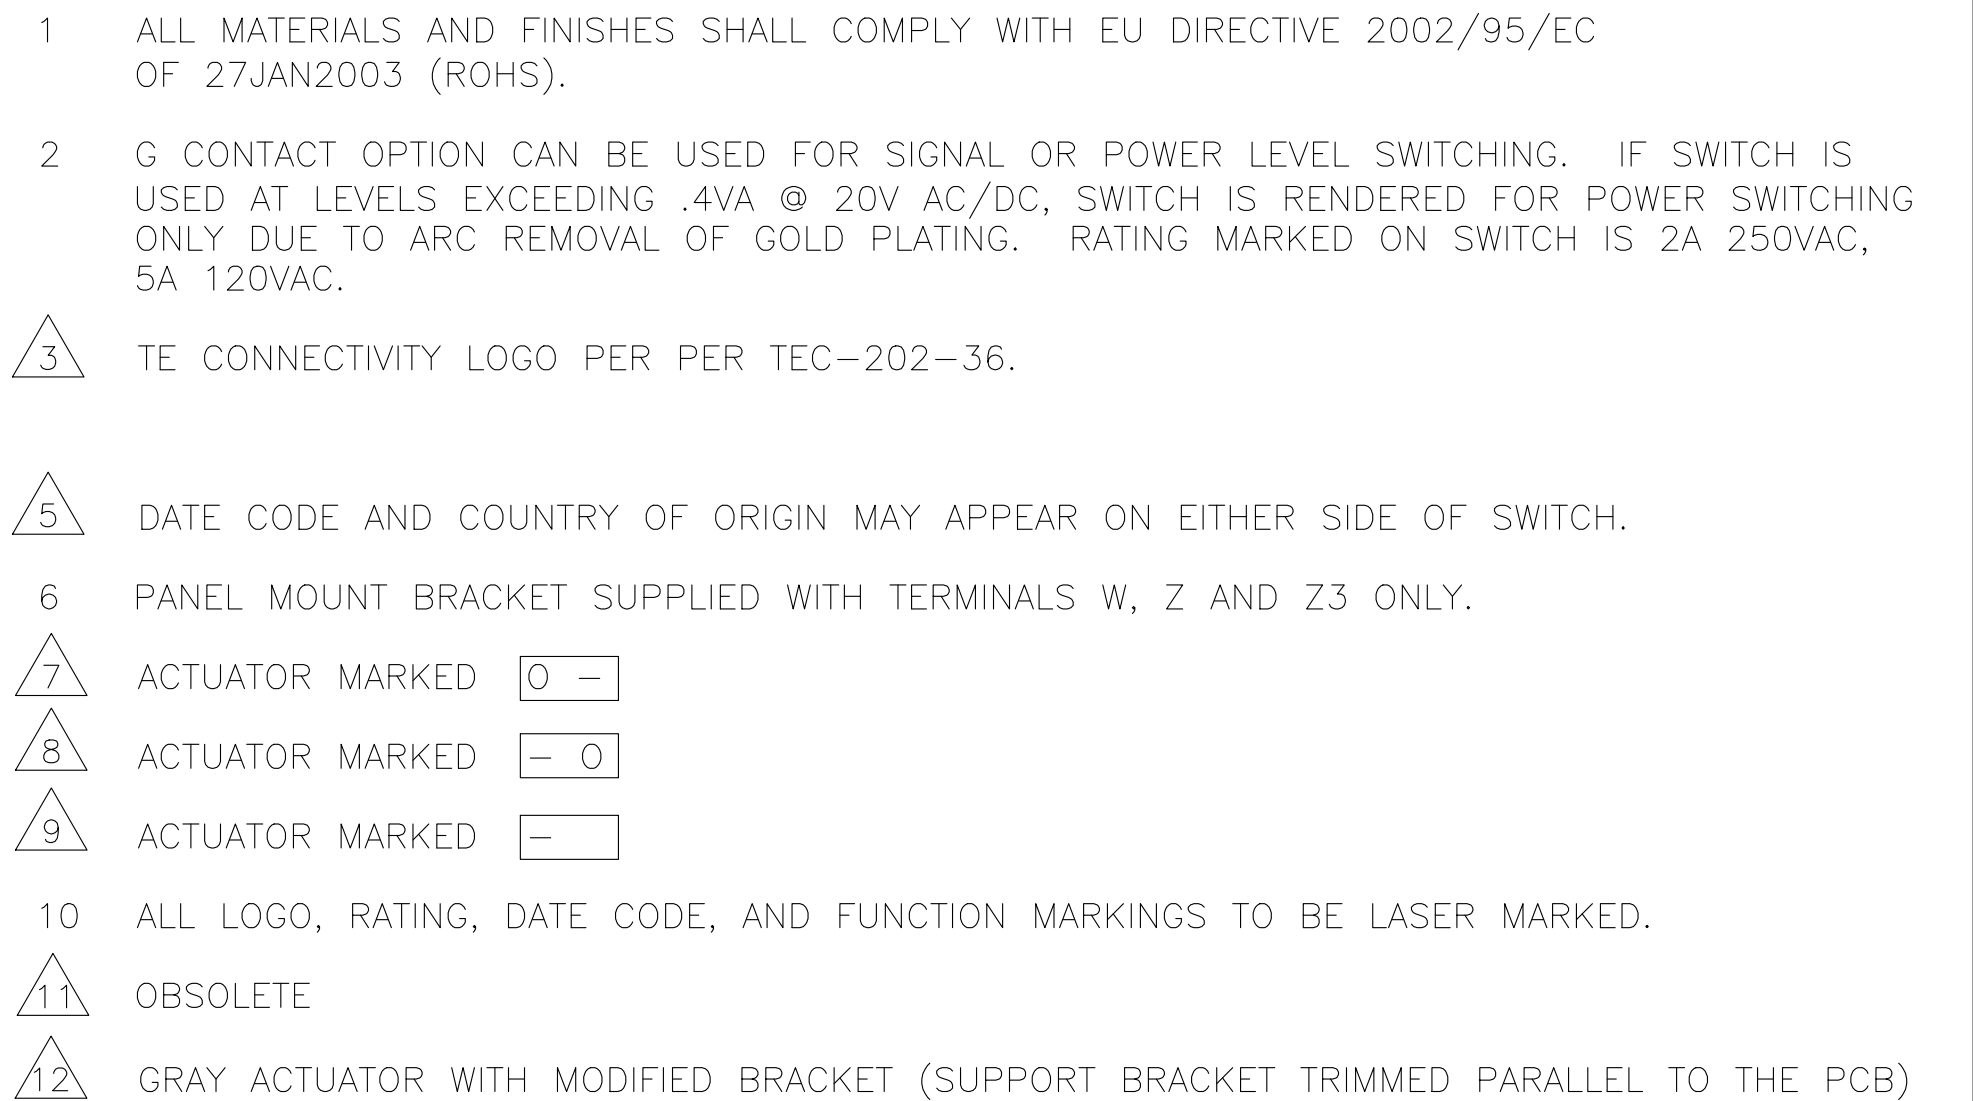 1 ALL MATERIALS AND FINISHES SHALL COMPLY WITH EU DIRECTIVE 2002/95/EC
OF 27JAN2003 (ROHS).
2 G CONTACT OPTION CAN BE USED FOR SIGNAL OR POWER LEVEL SWITCHING. IF SWITCH IS
USED AT LEVELS EXCEEDING .4VA @ 20V AC/DC, SWITCH IS RENDERED FOR POWER SWITCHING
ONLY DUE TO ARC REMOVAL OF GOLD PLATING. RATING MARKED ON SWITCH IS 2A 250VAC,
5A 120VAC.
3 TE CONNECTIVITY LOGO PER PER TEC-202-36.
5 DATE CODE AND COUNTRY OF ORIGIN MAY APPEAR ON EITHER SIDE OF SWITCH.
6 PANEL MOUNT BRACKET SUPPLIED WITH TERMINALS W, Z AND Z3 ONLY.
7 ACTUATOR MARKED O -
8 ACTUATOR MARKED - O
9 ACTUATOR MARKED -
10 ALL LOGO, RATING, DATE CODE, AND FUNCTION MARKINGS TO BE LASER MARKED.
11 OBSOLETE
12 GRAY ACTUATOR WITH MODIFIED BRACKET (SUPPORT BRACKET TRIMMED PARALLEL TO THE PCB)